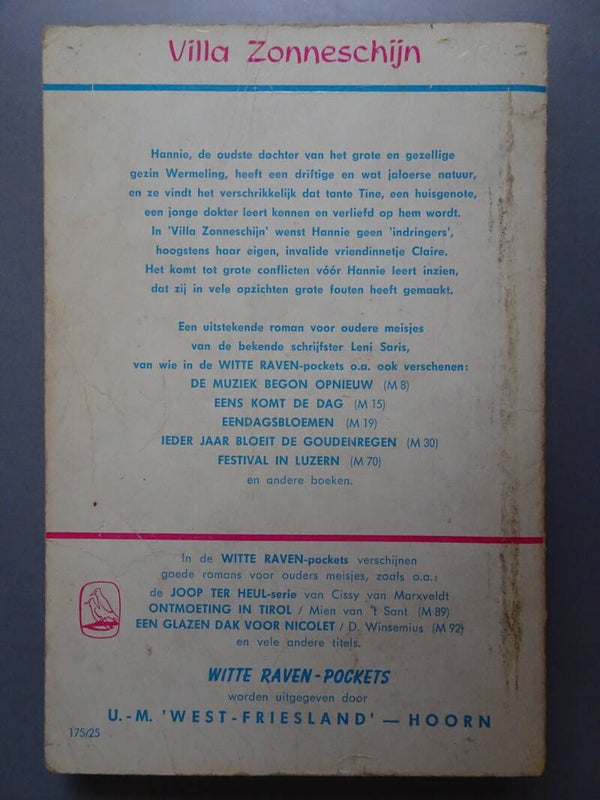 Villa Zonneschijn
Hannie, de oudste dochter van het grote en gezellige
gezin Wermeling, heeft een driftige en wat jaloerse natuur,
en ze vindt het verschrikkelijk dat tante Tine, een huisgenote,
een jonge dokter leert kennen en verliefd op hem wordt.
In 'Villa Zonneschijn' wenst Hannie geen 'indringers',
hoogstens haar eigen, invalide vriendinnetje Claire.
Het komt tot grote conflicten vóór Hannie leert inzien,
dat zij in vele opzichten grote fouten heeft gemaakt.
Een uitstekende roman voor oudere meisjes
van de bekende schrijfster Leni Saris,
van wie in de WITTE RAVEN-pockets o.a. ook verschenen:
DE MUZIEK BEGON OPNIEUW (M 8)
EENS KOMT DE DAG (M 15)
EENDAGSBLOEMEN (M 19)
IEDER JAAR BLOEIT DE GOUDENREGEN (M 30)
FESTIVAL IN LUZERN (M 70)
en andere boeken.
In de WITTE RAVEN-pockets verschijnen
goede romans voor ouders meisjes, zoals o.a.:
de JOOP TER HEUL-serie van Cissy van Marxveldt
ONTMOETING IN TIROL / Mien van 't Sant (M 89)
EEN GLAZEN DAK VOOR NICOLET / D. Winsemius (M 92)
en vele andere titels.
WITTE RAVEN-POCKETS
worden uitgegeven door
U.-M. 'WEST-FRIESLAND' — HOORN
175/25